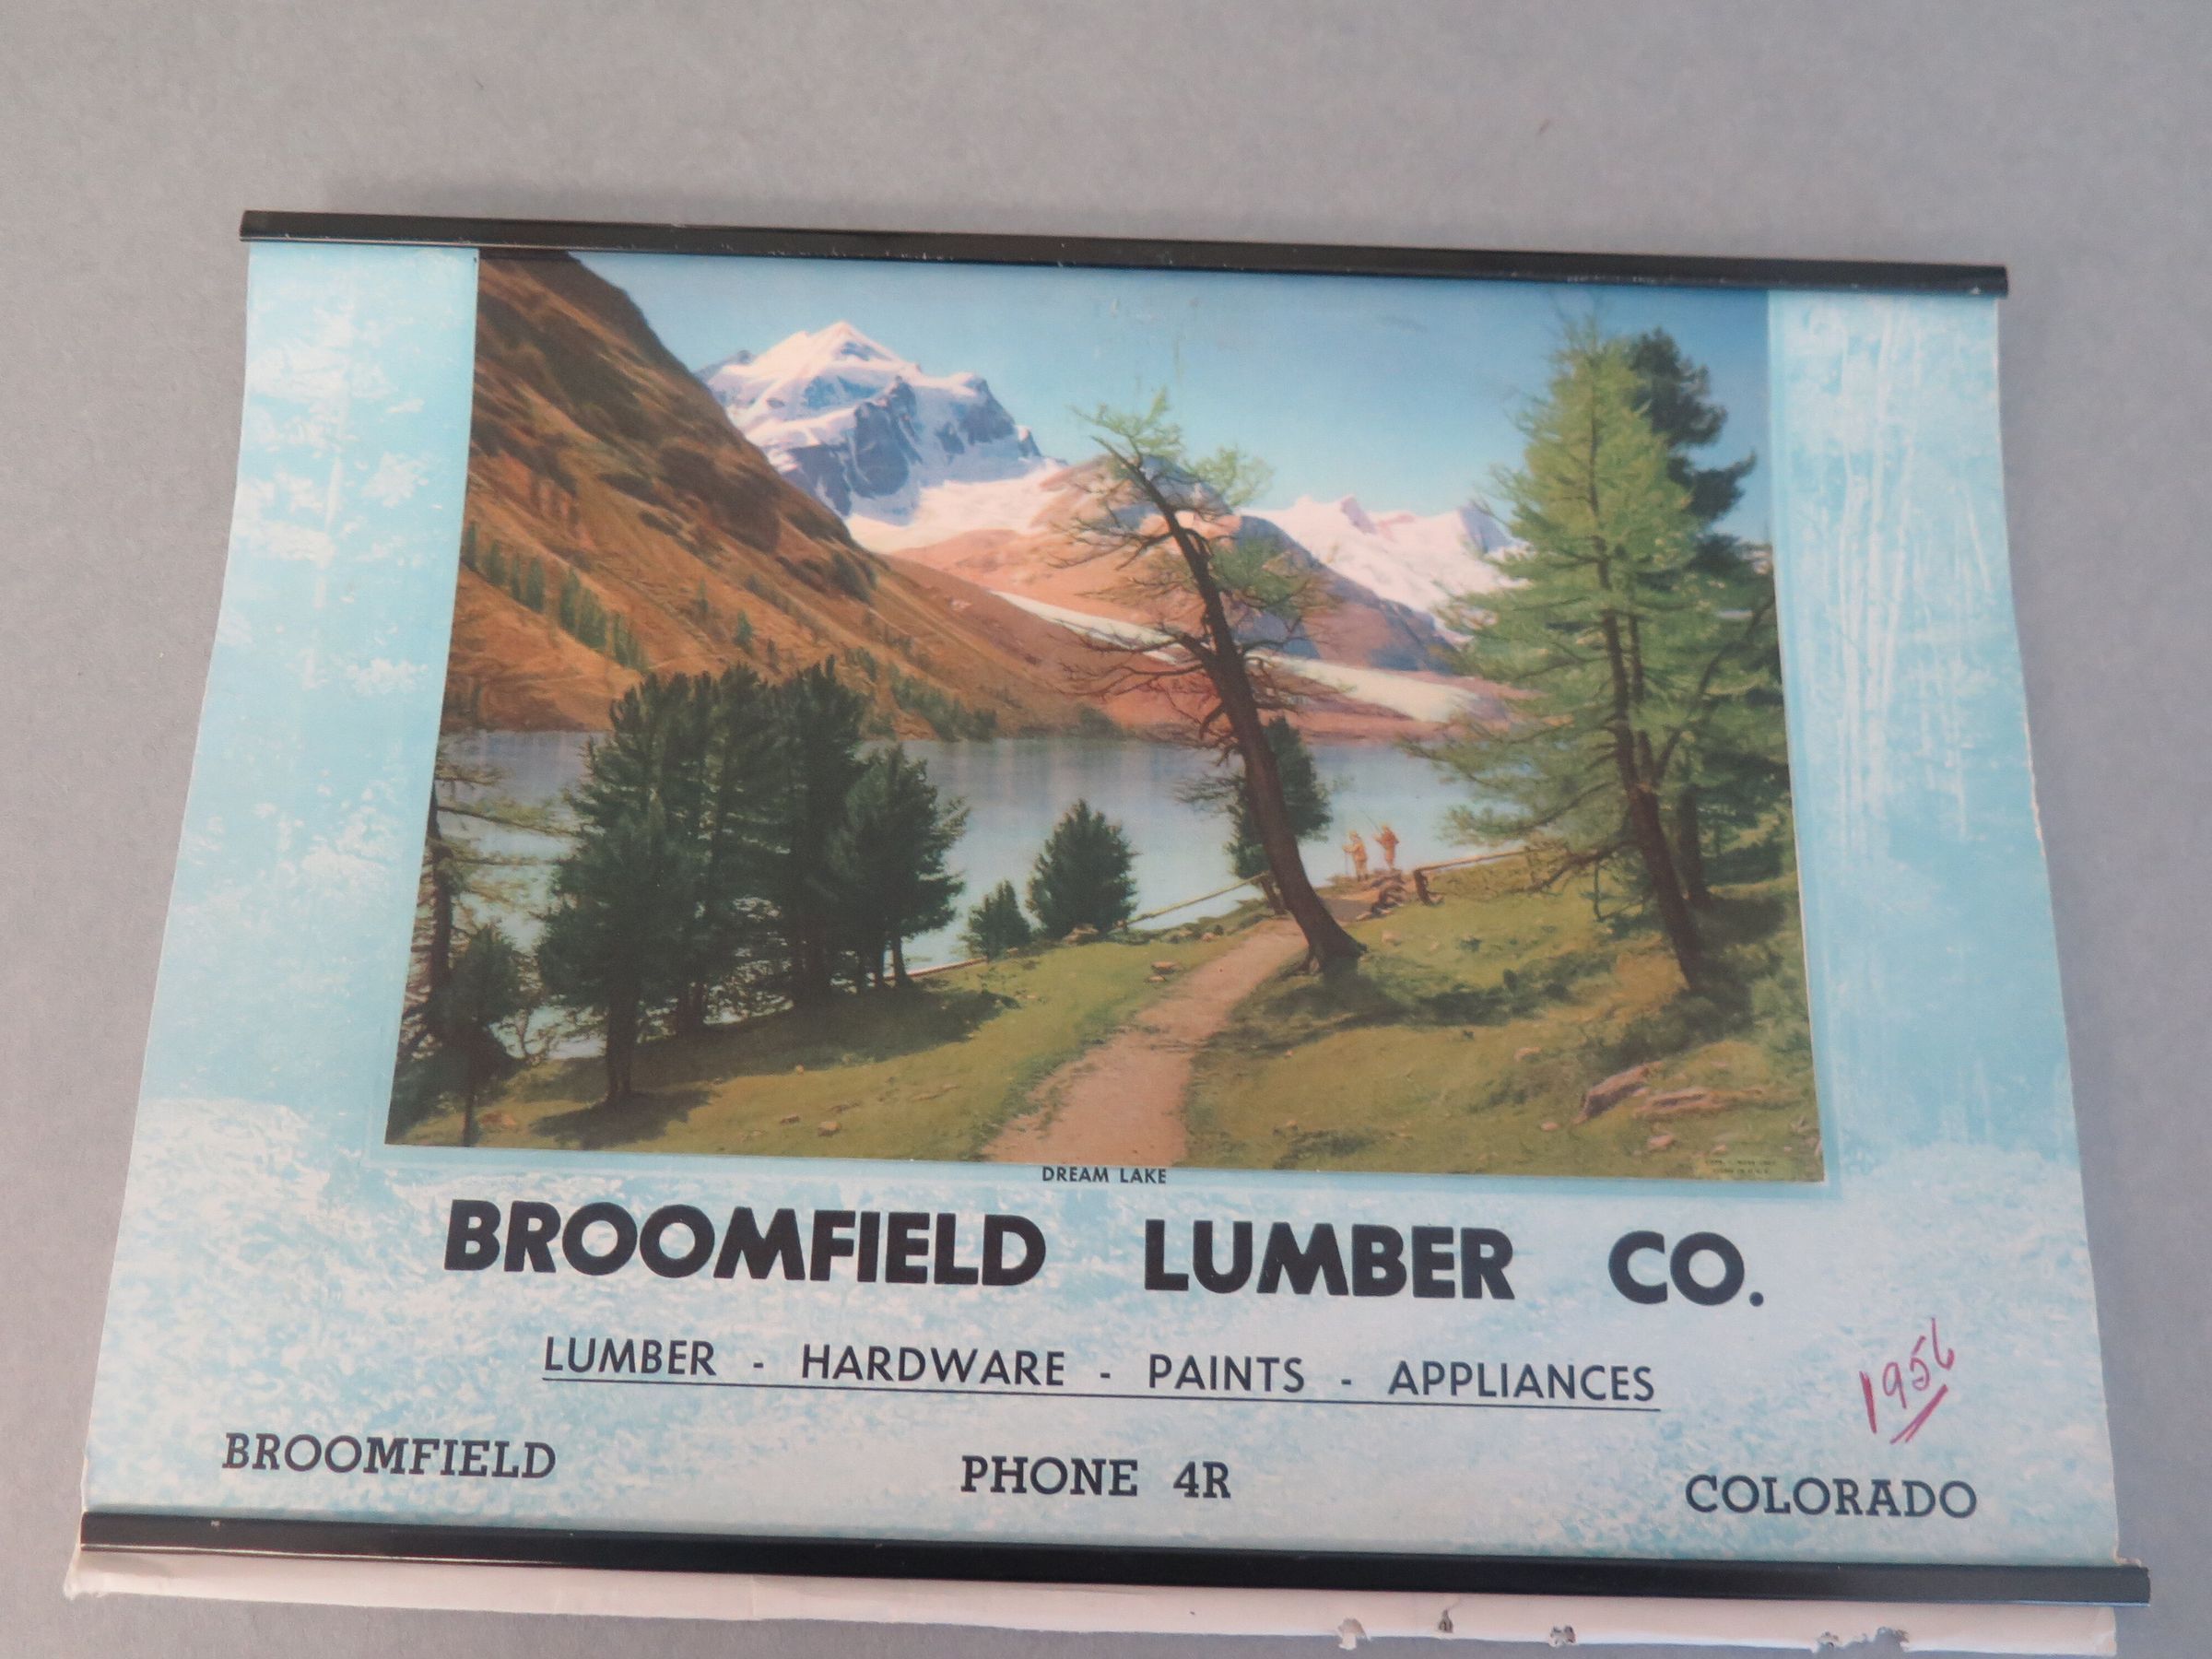 DREAM LAKE
BROOMFIELD LUMBER CO.
LUMBER - HARDWARE - PAINTS - APPLIANCES
1956
BROOMFIELD PHONE 4R COLORADO